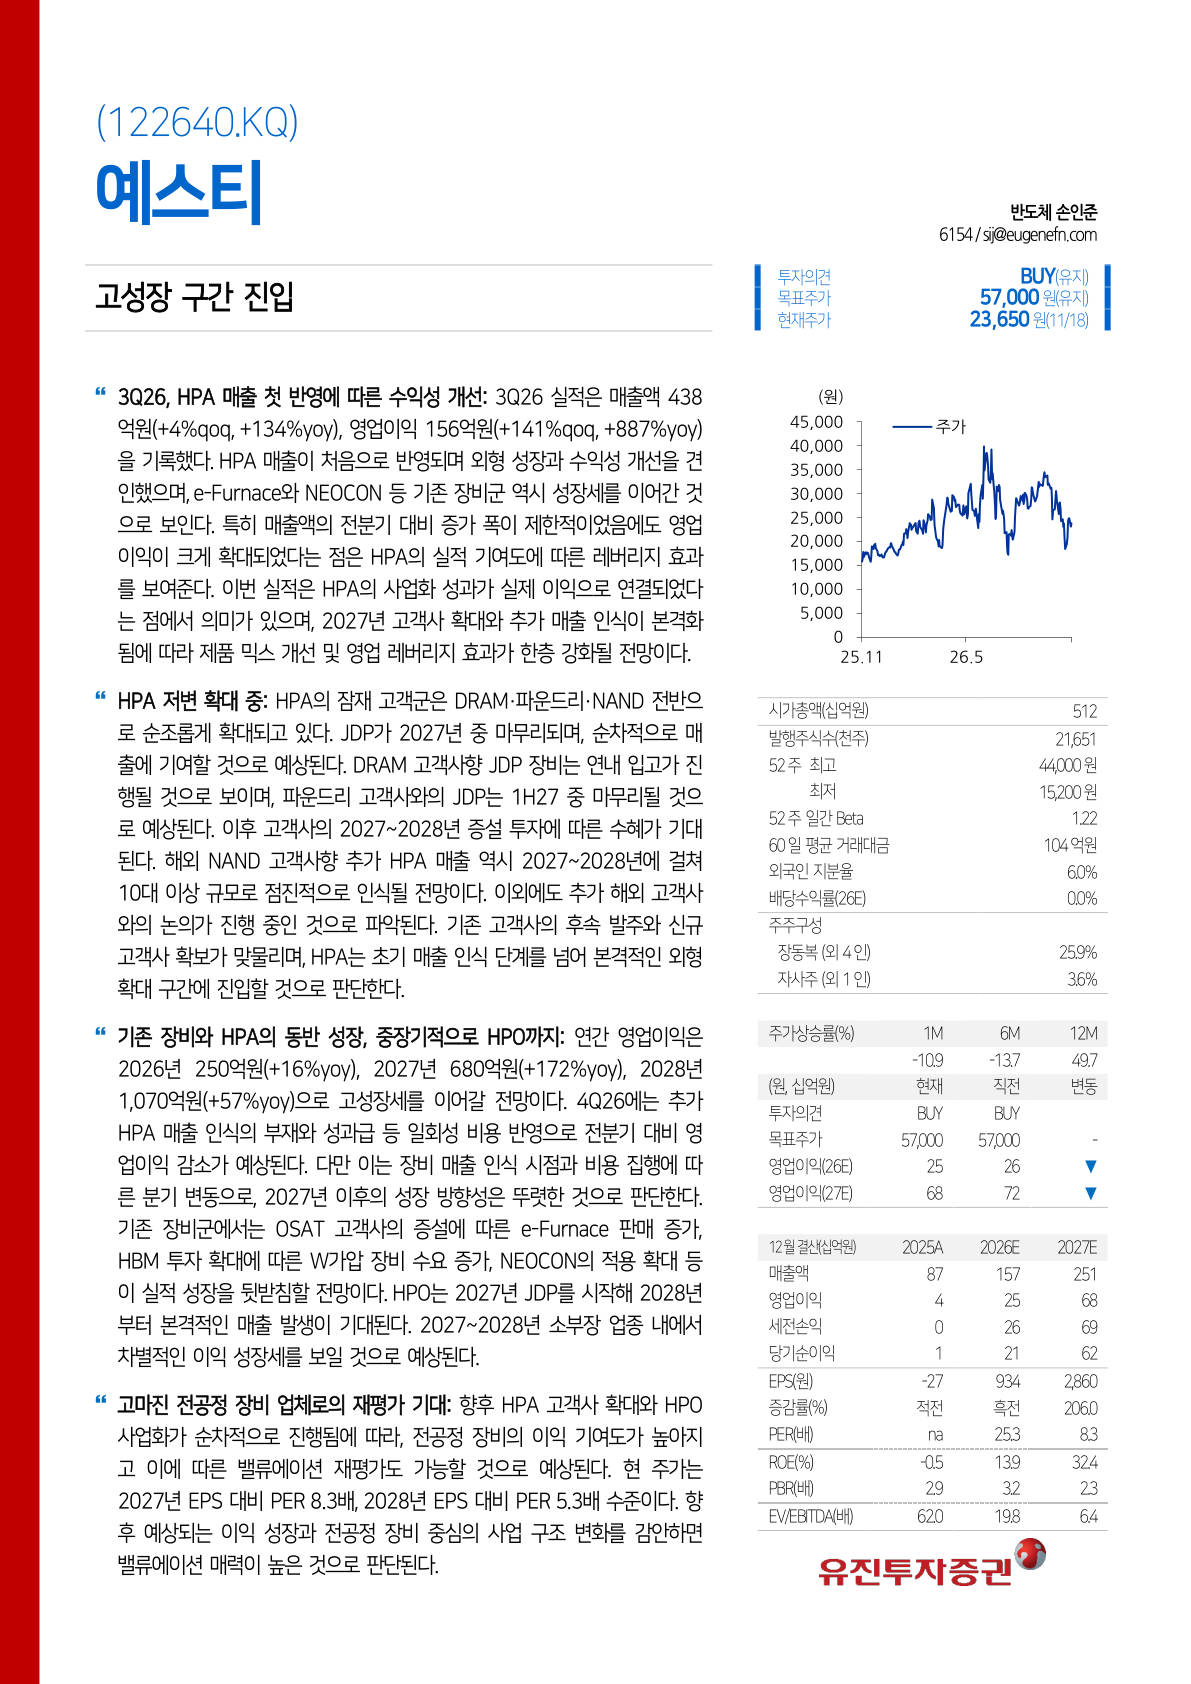 (122640.KQ)
예스티
반도체 손인준
6154 / sij@eugenefn.com
고성장 구간 진입
투자의견 BUY(유지)
목표주가 57,000 원(유지)
현재주가 23,650 원(11/18)
“ 3Q26, HPA 매출 첫 반영에 따른 수익성 개선: 3Q26 실적은 매출액 438
억원(+4%qoq, +134%yoy), 영업이익 156억원(+141%qoq, +887%yoy)
을 기록했다. HPA 매출이 처음으로 반영되며 외형 성장과 수익성 개선을 견
인했으며, e-Furnace와 NEOCON 등 기존 장비군 역시 성장세를 이어간 것
으로 보인다. 특히 매출액의 전분기 대비 증가 폭이 제한적이었음에도 영업
이익이 크게 확대되었다는 점은 HPA의 실적 기여도에 따른 레버리지 효과
를 보여준다. 이번 실적은 HPA의 사업화 성과가 실제 이익으로 연결되었다
는 점에서 의미가 있으며, 2027년 고객사 확대와 추가 매출 인식이 본격화
됨에 따라 제품 믹스 개선 및 영업 레버리지 효과가 한층 강화될 전망이다.
“ HPA 저변 확대 중: HPA의 잠재 고객군은 DRAM·파운드리·NAND 전반으
로 순조롭게 확대되고 있다. JDP가 2027년 중 마무리되며, 순차적으로 매
출에 기여할 것으로 예상된다. DRAM 고객사향 JDP 장비는 연내 입고가 진
행될 것으로 보이며, 파운드리 고객사와의 JDP는 1H27 중 마무리될 것으
로 예상된다. 이후 고객사의 2027~2028년 증설 투자에 따른 수혜가 기대
된다. 해외 NAND 고객사향 추가 HPA 매출 역시 2027~2028년에 걸쳐
10대 이상 규모로 점진적으로 인식될 전망이다. 이외에도 추가 해외 고객사
와의 논의가 진행 중인 것으로 파악된다. 기존 고객사의 후속 발주와 신규
고객사 확보가 맞물리며, HPA는 초기 매출 인식 단계를 넘어 본격적인 외형
확대 구간에 진입할 것으로 판단한다.
“ 기존 장비와 HPA의 동반 성장, 중장기적으로 HPO까지: 연간 영업이익은
2026년 250억원(+16%yoy), 2027년 680억원(+172%yoy), 2028년
1,070억원(+57%yoy)으로 고성장세를 이어갈 전망이다. 4Q26에는 추가
HPA 매출 인식의 부재와 성과급 등 일회성 비용 반영으로 전분기 대비 영
업이익 감소가 예상된다. 다만 이는 장비 매출 인식 시점과 비용 집행에 따
른 분기 변동으로, 2027년 이후의 성장 방향성은 뚜렷한 것으로 판단한다.
기존 장비군에서는 OSAT 고객사의 증설에 따른 e-Furnace 판매 증가,
HBM 투자 확대에 따른 W가압 장비 수요 증가, NEOCON의 적용 확대 등
이 실적 성장을 뒷받침할 전망이다. HPO는 2027년 JDP를 시작해 2028년
부터 본격적인 매출 발생이 기대된다. 2027~2028년 소부장 업종 내에서
차별적인 이익 성장세를 보일 것으로 예상된다.
“ 고마진 전공정 장비 업체로의 재평가 기대: 향후 HPA 고객사 확대와 HPO
사업화가 순차적으로 진행됨에 따라, 전공정 장비의 이익 기여도가 높아지
고 이에 따른 밸류에이션 재평가도 가능할 것으로 예상된다. 현 주가는
2027년 EPS 대비 PER 8.3배, 2028년 EPS 대비 PER 5.3배 수준이다. 향
후 예상되는 이익 성장과 전공정 장비 중심의 사업 구조 변화를 감안하면
밸류에이션 매력이 높은 것으로 판단된다.
(원)
주가
45,000
40,000
35,000
30,000
25,000
20,000
15,000
10,000
5,000
0
25.11 26.5
시가총액(십억원) 512
발행주식수(천주) 21,651
52 주 최고 44,000 원
최저 15,200 원
52 주 일간 Beta 1.22
60 일 평균 거래대금 104 억원
외국인 지분율 6.0%
배당수익률(26E) 0.0%
주주구성
장동복 (외 4 인) 25.9%
자사주 (외 1 인) 3.6%
주가상승률(%) 1M 6M 12M
-10.9 -13.7 49.7
(원, 십억원) 현재 직전 변동
투자의견 BUY BUY
목표주가 57,000 57,000 -
영업이익(26E) 25 26 ▼
영업이익(27E) 68 72 ▼
12 월 결산(십억원) 2025A 2026E 2027E
매출액 87 157 251
영업이익 4 25 68
세전손익 0 26 69
당기순이익 1 21 62
EPS(원) -27 934 2,860
증감률(%) 적전 흑전 206.0
PER(배) na 25.3 8.3
ROE(%) -0.5 13.9 32.4
PBR(배) 2.9 3.2 2.3
EV/EBITDA(배) 62.0 19.8 6.4
유진투자증권